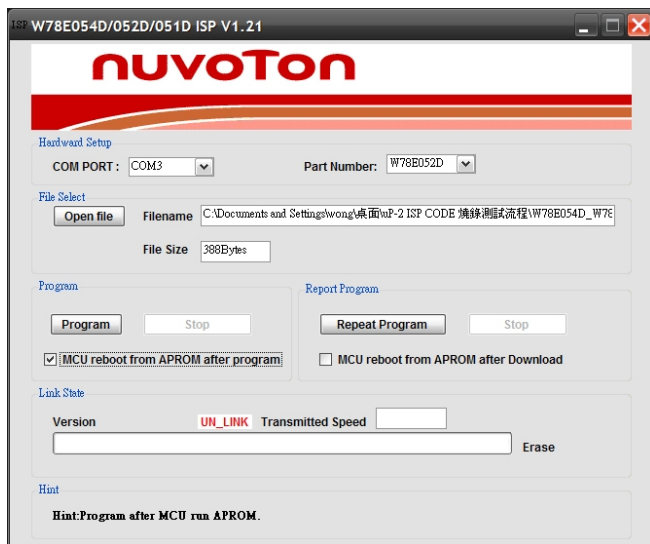 ISP W78E054D/052D/051D ISP V1.21
nuvoTon
Hardward Setup
COM PORT : COM3 Part Number: W78E052D
File Select
Open file Filename C:\Documents and Settings\wong\桌面\uP-2 ISP CODE 燒錄測試流程\W78E054D_W78
File Size 388Bytes
Program Report Program
Program Stop Repeat Program Stop
MCU reboot from APROM after program MCU reboot from APROM after Download
Link State
Version UN_LINK Transmitted Speed
Erase
Hint
Hint:Program after MCU run APROM.